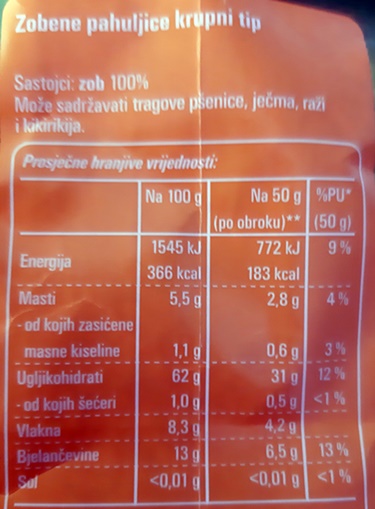 Zobene pahuljice krupni tip
Sastojci: zob 100%
Može sadržavati tragove pšenice, ječma, raži
i kikirikija.
Prosječne hranjive vrijednosti:
Na 100 g Na 50 g %PU*
(po obroku)** (50 g)
Energija 1545 kJ 772 kJ 9 %
366 kcal 183 kcal
Masti 5,5 g 2,8 g 4 %
- od kojih zasićene
masne kiseline 1,1 g 0,6 g 3 %
Ugljikohidrati 62 g 31 g 12 %
- od kojih šećeri 1,0 g 0,5 g <1 %
Vlakna 8,3 g 4,2 g
Bjelančevine 13 g 6,5 g 13 %
Sol <0,01 g <0,01 g <1 %